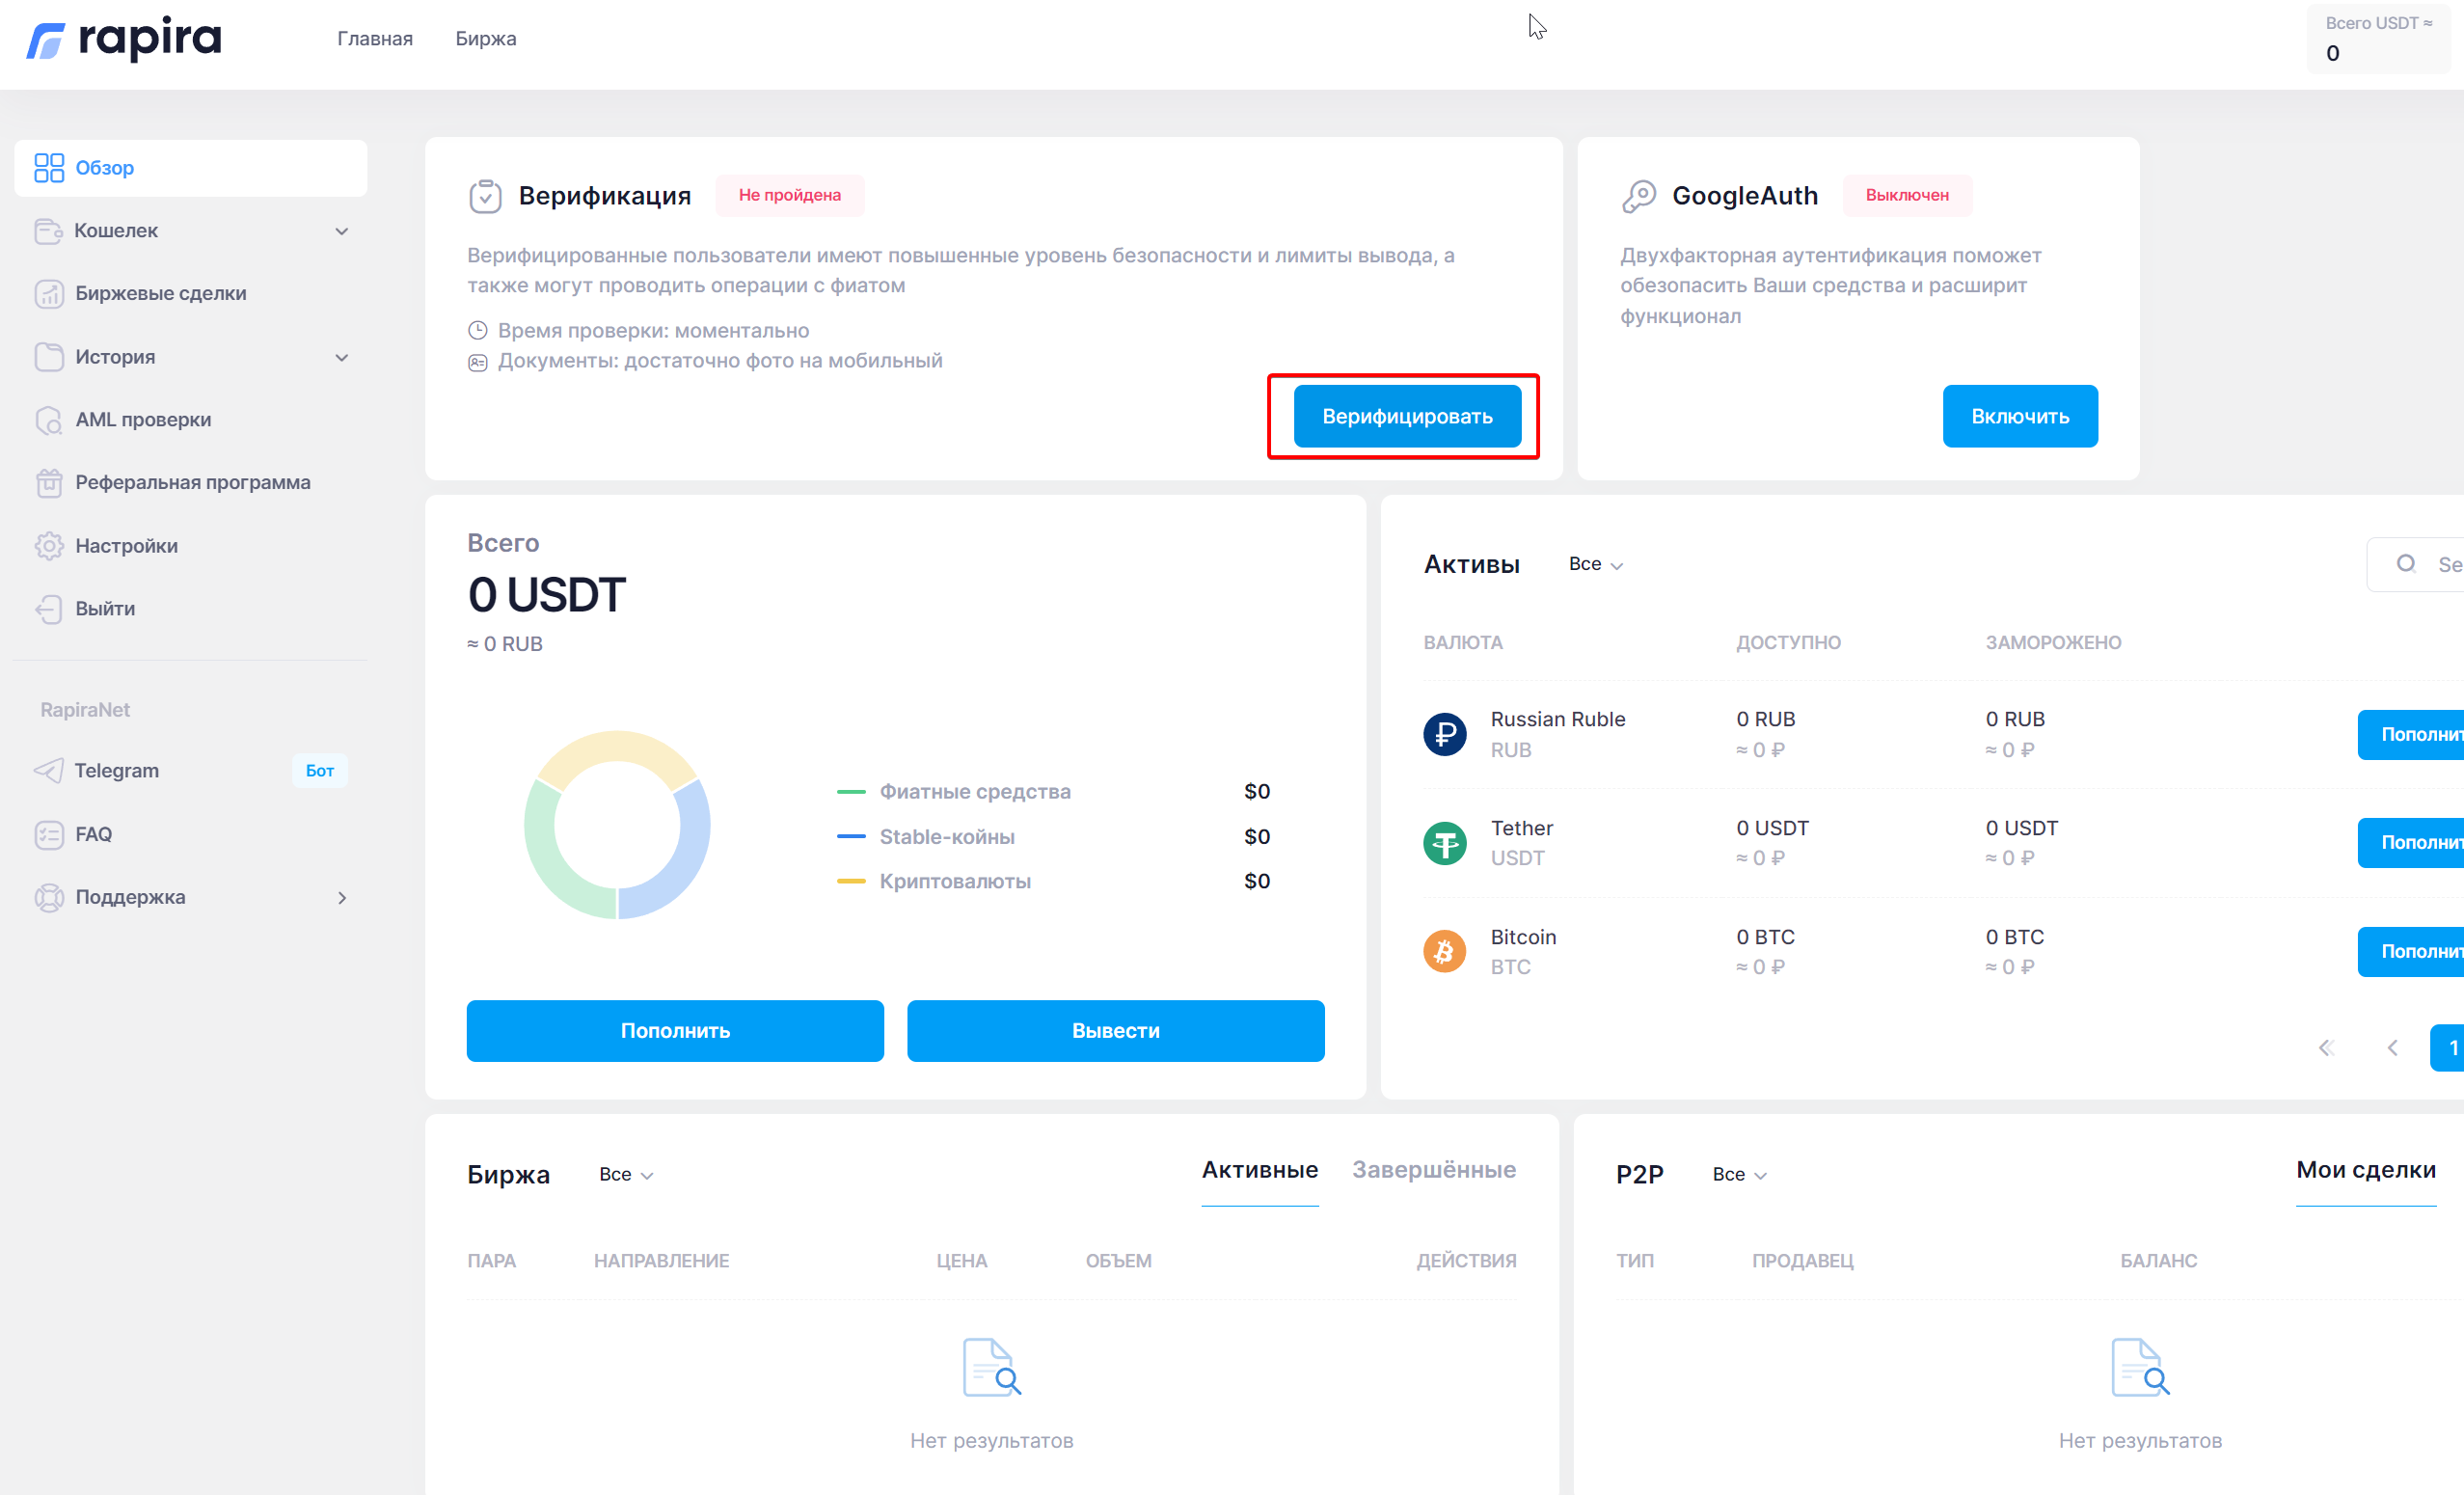 rapira
Главная
Биржа
Всего USDT ≈
0
Обзор
Кошелек
Биржевые сделки
История
AML проверки
Реферальная программа
Настройки
Выйти
RapiraNet
Telegram
Бот
FAQ
Поддержка
Верификация
Не пройдена
Верифицированные пользователи имеют повышенные уровень безопасности и лимиты вывода, а
также могут проводить операции с фиатом
Время проверки: моментально
Документы: достаточно фото на мобильный
Верифицировать
GoogleAuth
Выключен
Двухфакторная аутентификация поможет
обезопасить Ваши средства и расширит
функционал
Включить
Всего
0 USDT
≈ 0 RUB
Фиатные средства $0
Stable-койны $0
Криптовалюты $0
Пополнить
Вывести
Активы
Все
Se
ВАЛЮТА ДОСТУПНО ЗАМОРОЖЕНО
Russian Ruble 0 RUB 0 RUB
RUB ≈ 0 ₽ ≈ 0 ₽
Пополнит
Tether 0 USDT 0 USDT
USDT ≈ 0 ₽ ≈ 0 ₽
Пополнит
Bitcoin 0 BTC 0 BTC
BTC ≈ 0 ₽ ≈ 0 ₽
Пополнит
1
Биржа
Все
Активные
Завершённые
ПАРА НАПРАВЛЕНИЕ ЦЕНА ОБЪЕМ ДЕЙСТВИЯ
Нет результатов
P2P
Все
Мои сделки
ТИП ПРОДАВЕЦ БАЛАНС
Нет результатов